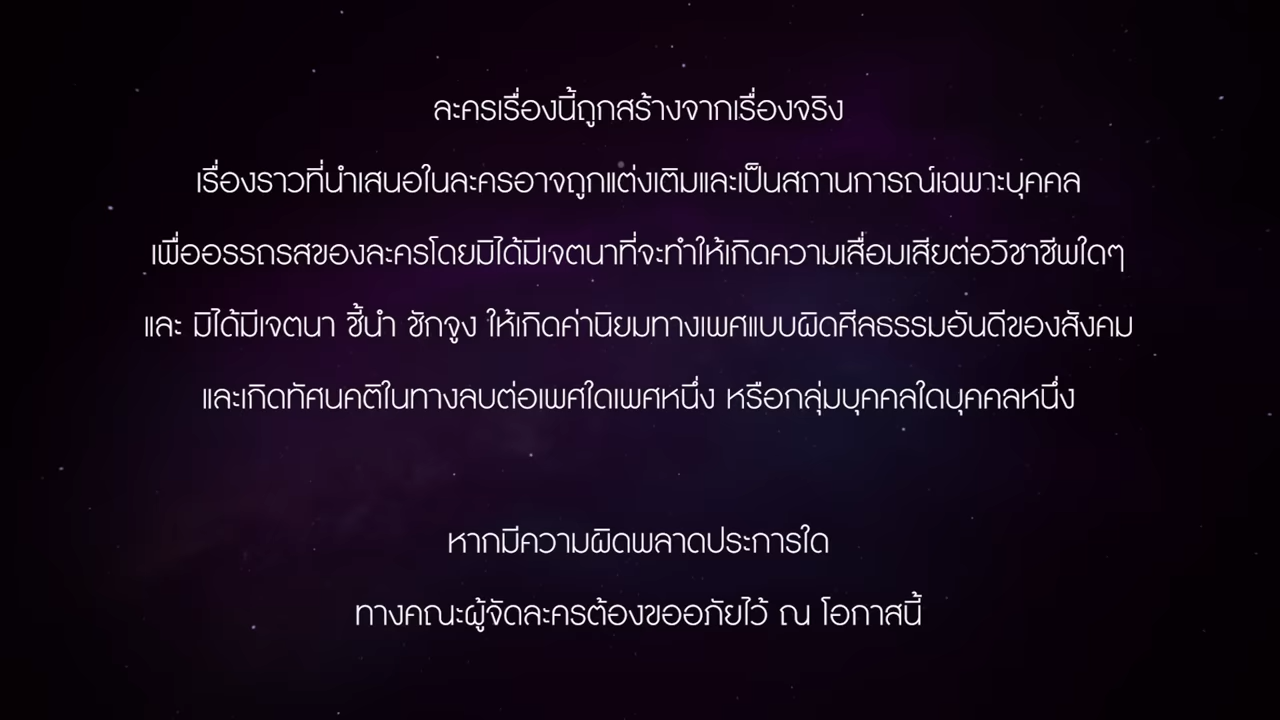 ละครเรื่องนี้ถูกสร้างจากเรื่องจริง
เรื่องราวที่นำเสนอในละครอาจถูกแต่งเติมและเป็นสถานการณ์เฉพาะบุคคล
เพื่ออรรถรสของละครโดยมิได้มีเจตนาที่จะทำให้เกิดความเสื่อมเสียต่อวิชาชีพใดๆ
และ มิได้มีเจตนา ชี้นำ ชักจูง ให้เกิดค่านิยมทางเพศแบบผิดศีลธรรมอันดีของสังคม
และเกิดทัศนคติในทางลบต่อเพศใดเพศหนึ่ง หรือกลุ่มบุคคลใดบุคคลหนึ่ง
หากมีความผิดพลาดประการใด
ทางคณะผู้จัดละครต้องขออภัยไว้ ณ โอกาสนี้